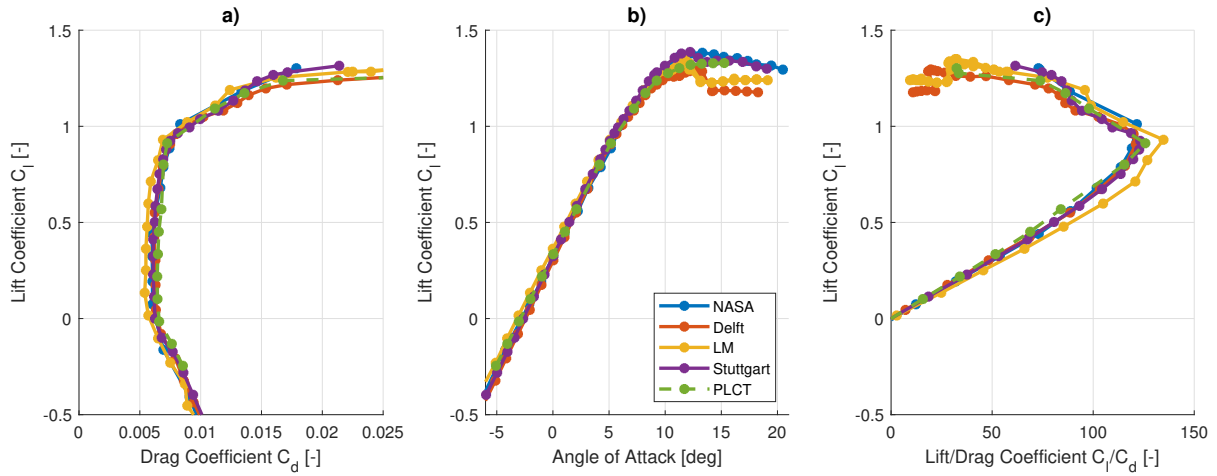 a)
1.5
1
0.5
0
-0.5
Lift Coefficient C_l [-]
0 0.005 0.01 0.015 0.02 0.025
Drag Coefficient C_d [-]
b)
1.5
1
0.5
0
-0.5
Lift Coefficient C_l [-]
-5 0 5 10 15 20
Angle of Attack [deg]
NASA
Delft
LM
Stuttgart
PLCT
c)
1.5
1
0.5
0
-0.5
Lift Coefficient C_l [-]
0 50 100 150
Lift/Drag Coefficient C_l/C_d [-]